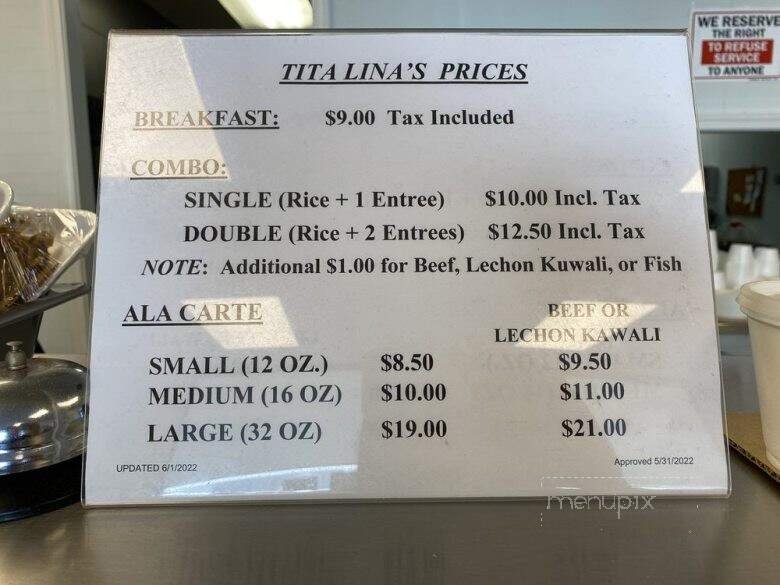 WE RESERVE
THE RIGHT
TO REFUSE
SERVICE
TO ANYONE
TITA LINA'S PRICES
BREAKFAST: $9.00 Tax Included
COMBO:
SINGLE (Rice + 1 Entree) $10.00 Incl. Tax
DOUBLE (Rice + 2 Entrees) $12.50 Incl. Tax
NOTE: Additional $1.00 for Beef, Lechon Kuwali, or Fish
ALA CARTE BEEF OR
LECHON KAWALI
SMALL (12 OZ.) $8.50 $9.50
MEDIUM (16 OZ) $10.00 $11.00
LARGE (32 OZ) $19.00 $21.00
UPDATED 6/1/2022 Approved 5/31/2022
menupix